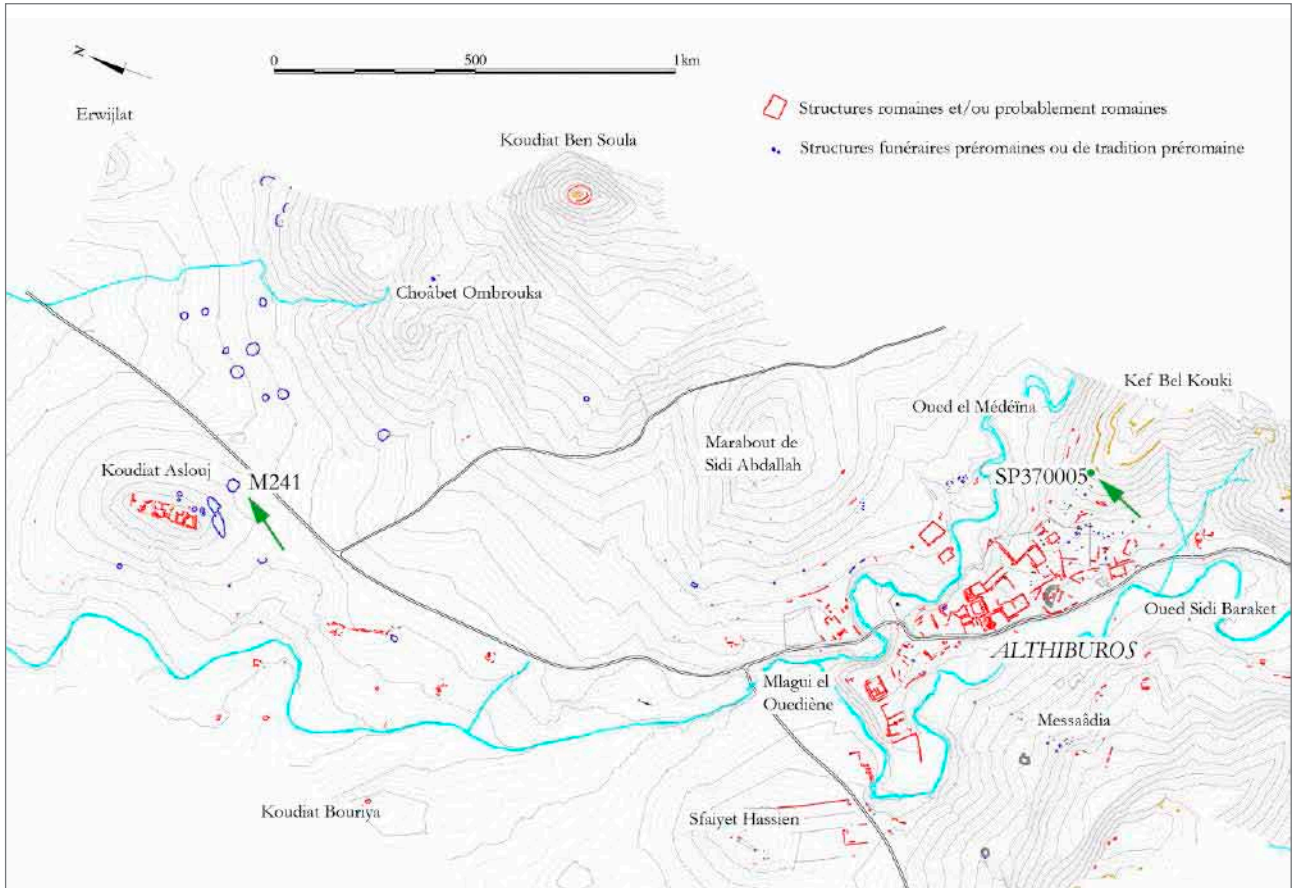 N
0
500
1km
Erwijlat
Koudiat Ben Soula
Structures romaines et/ou probablement romaines
Structures funéraires préromaines ou de tradition préromaine
Choâbet Ombrouka
Kef Bel Kouki
Oued el Médéïna
Marabout de
Sidi Abdallah
Koudiat Aslouj
M241
SP370005
Oued Sidi Baraket
ALTHIBUROS
Mlagui el
Ouediène
Messaâdia
Koudiat Bouriya
Sfaiyet Hassien